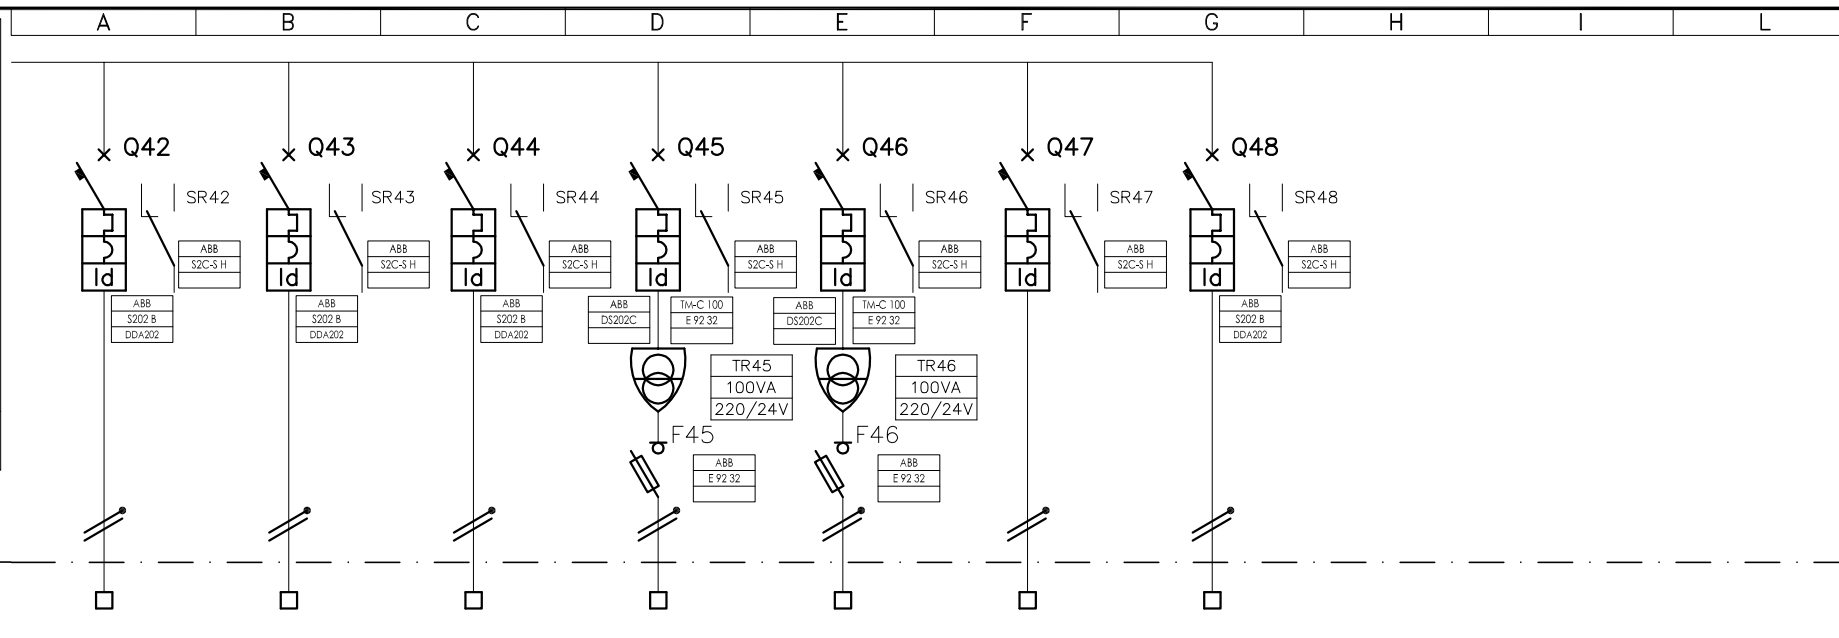 A B C D E F G H I L
Q42 Q43 Q44 Q45 Q46 Q47 Q48
SR42 SR43 SR44 SR45 SR46 SR47 SR48
ABB ABB ABB ABB ABB ABB ABB
S2C-S H S2C-S H S2C-S H S2C-S H S2C-S H S2C-S H S2C-S H
Id Id Id Id Id Id Id
ABB ABB ABB ABB TM-C 100 ABB TM-C 100 ABB
S202 B S202 B S202 B DS202C E 92 32 DS202C E 92 32 S202 B
DDA202 DDA202 DDA202 DDA202
TR45 TR46
100VA 100VA
220/24V 220/24V
F45 F46
ABB ABB
E 92 32 E 92 32